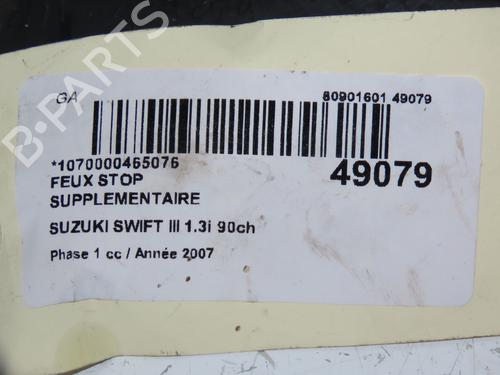 GA
80901601 49079
*1070000465076
49079
FEUX STOP
SUPPLEMENTAIRE
SUZUKI SWIFT III 1.3i 90ch
Phase 1 cc / Année 2007
B-PARTS